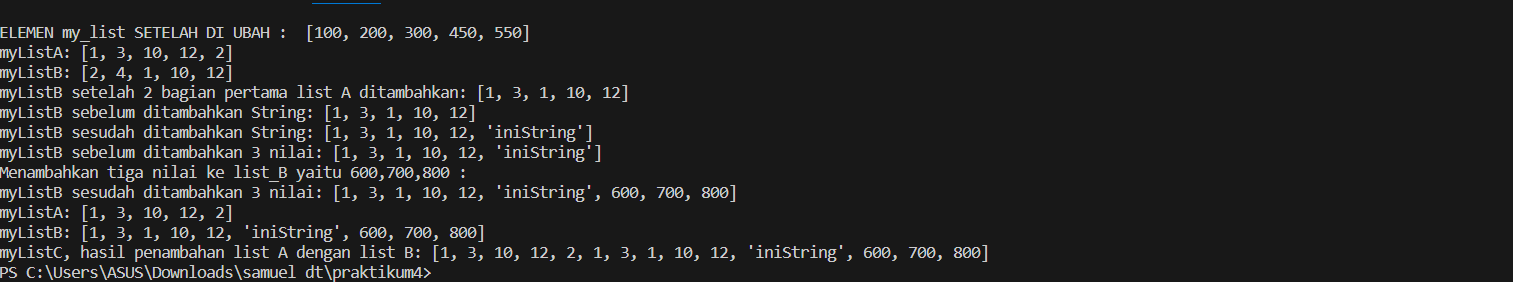 ELEMEN my_list SETELAH DI UBAH :  [100, 200, 300, 450, 550]
myListA: [1, 3, 10, 12, 2]
myListB: [2, 4, 1, 10, 12]
myListB setelah 2 bagian pertama list A ditambahkan: [1, 3, 1, 10, 12]
myListB sebelum ditambahkan String: [1, 3, 1, 10, 12]
myListB sesudah ditambahkan String: [1, 3, 1, 10, 12, 'iniString']
myListB sebelum ditambahkan 3 nilai: [1, 3, 1, 10, 12, 'iniString']
Menambahkan tiga nilai ke list_B yaitu 600,700,800 :
myListB sesudah ditambahkan 3 nilai: [1, 3, 1, 10, 12, 'iniString', 600, 700, 800]
myListA: [1, 3, 10, 12, 2]
myListB: [1, 3, 1, 10, 12, 'iniString', 600, 700, 800]
myListC, hasil penambahan list A dengan list B: [1, 3, 10, 12, 2, 1, 3, 1, 10, 12, 'iniString', 600, 700, 800]
PS C:\Users\ASUS\Downloads\samuel dt\praktikum4>